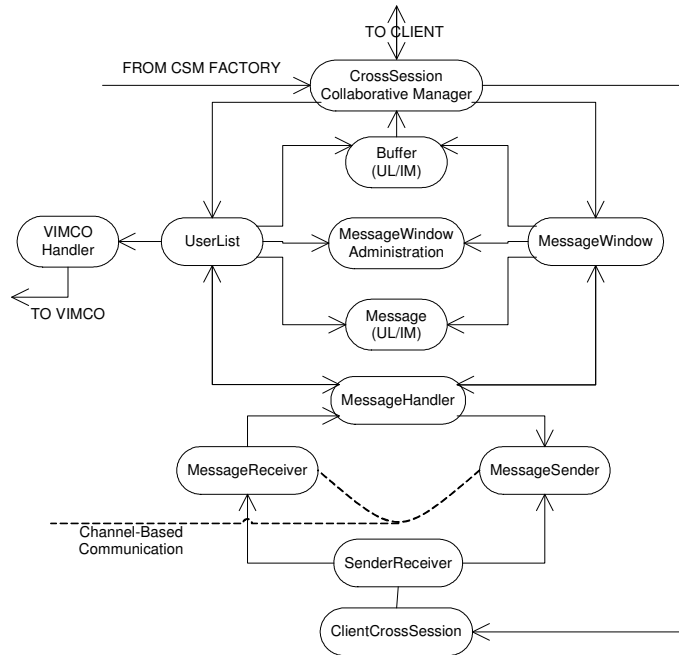 TO CLIENT
FROM CSM FACTORY
CrossSession
Collaborative Manager
Buffer
(UL/IM)
VIMCO
Handler
UserList
MessageWindow
Administration
MessageWindow
TO VIMCO
Message
(UL/IM)
MessageHandler
MessageReceiver
MessageSender
Channel-Based
Communication
SenderReceiver
ClientCrossSession